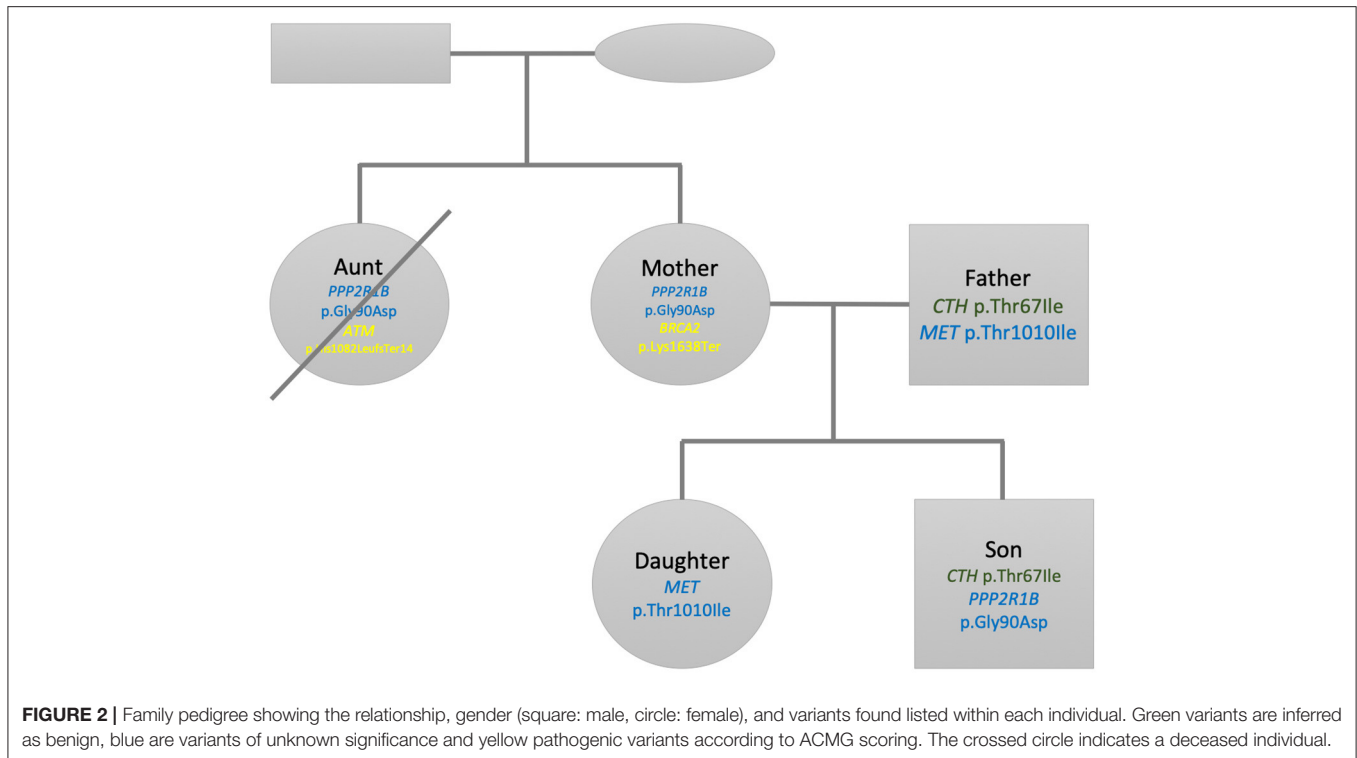 Aunt
PPP2R1B
p.Gly90Asp
ATM
Mother
PPP2R1B
p.Gly90Asp
BRCA2
p.Lys1638Ter
Father
CTH p.Thr67Ile
MET p.Thr1010Ile
Daughter
MET
p.Thr1010Ile
Son
CTH p.Thr67Ile
PPP2R1B
p.Gly90Asp
FIGURE 2 | Family pedigree showing the relationship, gender (square: male, circle: female), and variants found listed within each individual. Green variants are inferred
as benign, blue are variants of unknown significance and yellow pathogenic variants according to ACMG scoring. The crossed circle indicates a deceased individual.